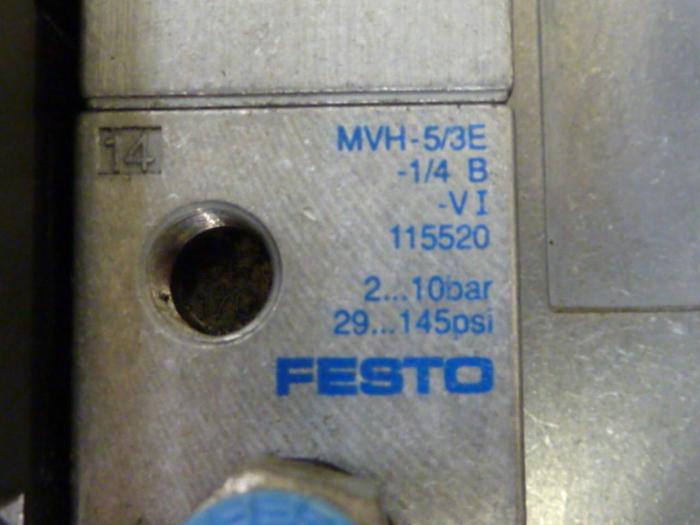 14
MVH-5/3E
-1/4 B
-VI
115520
2...10bar
29...145psi
FESTO